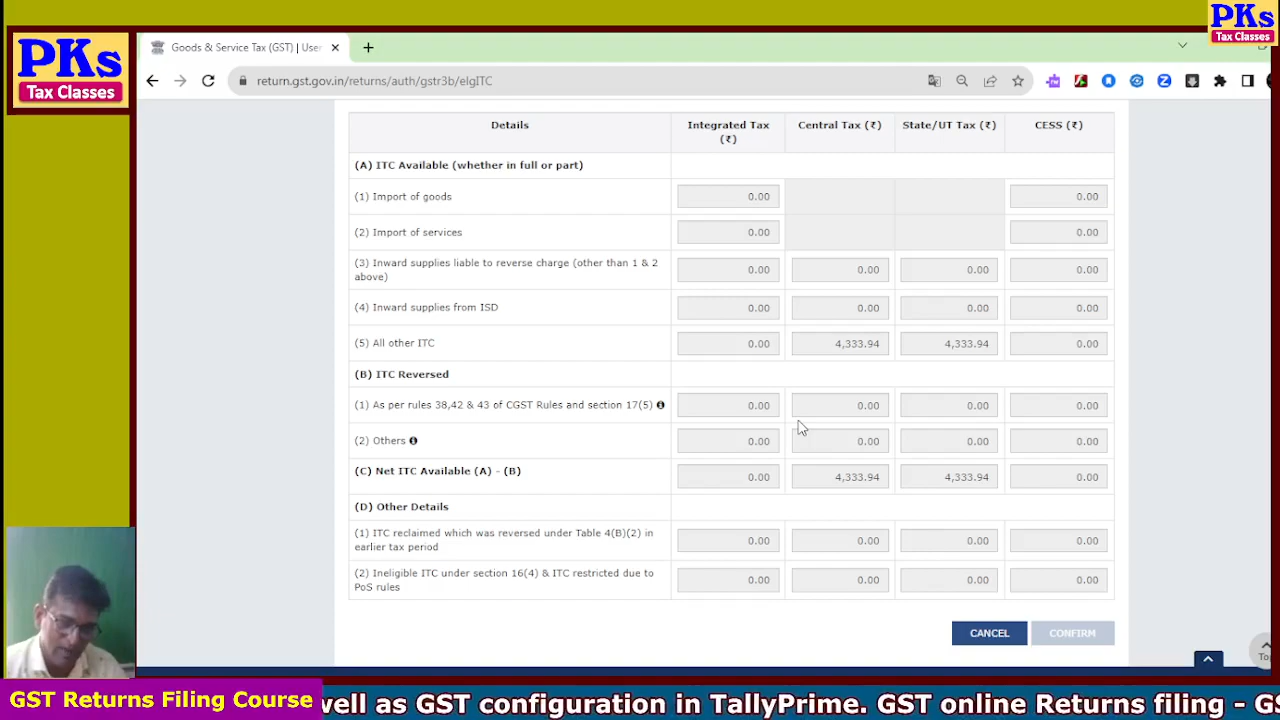 PKs
Tax Classes
PKs
Tax Classes
Goods & Service Tax (GST) | User
return.gst.gov.in/returns/auth/gstr3b/elgITC
Details Integrated Tax (₹) Central Tax (₹) State/UT Tax (₹) CESS (₹)
(A) ITC Available (whether in full or part)
(1) Import of goods 0.00 0.00
(2) Import of services 0.00 0.00
(3) Inward supplies liable to reverse charge (other than 1 & 2 above) 0.00 0.00 0.00 0.00
(4) Inward supplies from ISD 0.00 0.00 0.00 0.00
(5) All other ITC 0.00 4,333.94 4,333.94 0.00
(B) ITC Reversed
(1) As per rules 38,42 & 43 of CGST Rules and section 17(5) 0.00 0.00 0.00 0.00
(2) Others 0.00 0.00 0.00 0.00
(C) Net ITC Available (A) - (B) 0.00 4,333.94 4,333.94 0.00
(D) Other Details
(1) ITC reclaimed which was reversed under Table 4(B)(2) in earlier tax period 0.00 0.00 0.00 0.00
(2) Ineligible ITC under section 16(4) & ITC restricted due to PoS rules 0.00 0.00 0.00 0.00
CANCEL CONFIRM
Top
GST Returns Filing Course
vell as GST configuration in TallyPrime. GST online Returns filing - GS